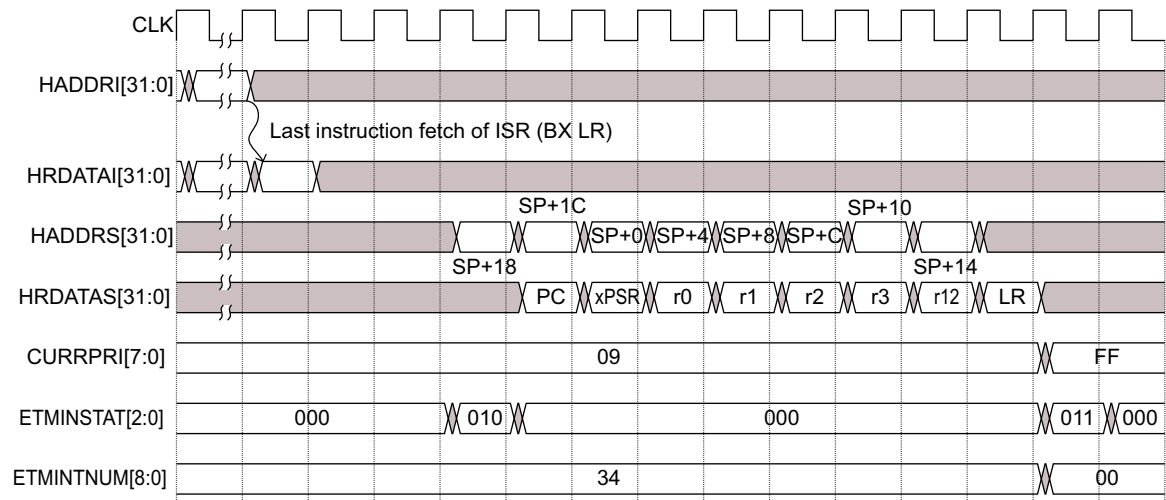 CLK
HADDRI[31:0]
Last instruction fetch of ISR (BX LR)
HRDATAI[31:0]
SP+1C SP+10
HADDRS[31:0] SP+0 SP+4 SP+8 SP+C
SP+18 SP+14
HRDATAS[31:0] PC xPSR r0 r1 r2 r3 r12 LR
CURRPRI[7:0] 09 FF
ETMINSTAT[2:0] 000 010 000 011 000
ETMINTNUM[8:0] 34 00